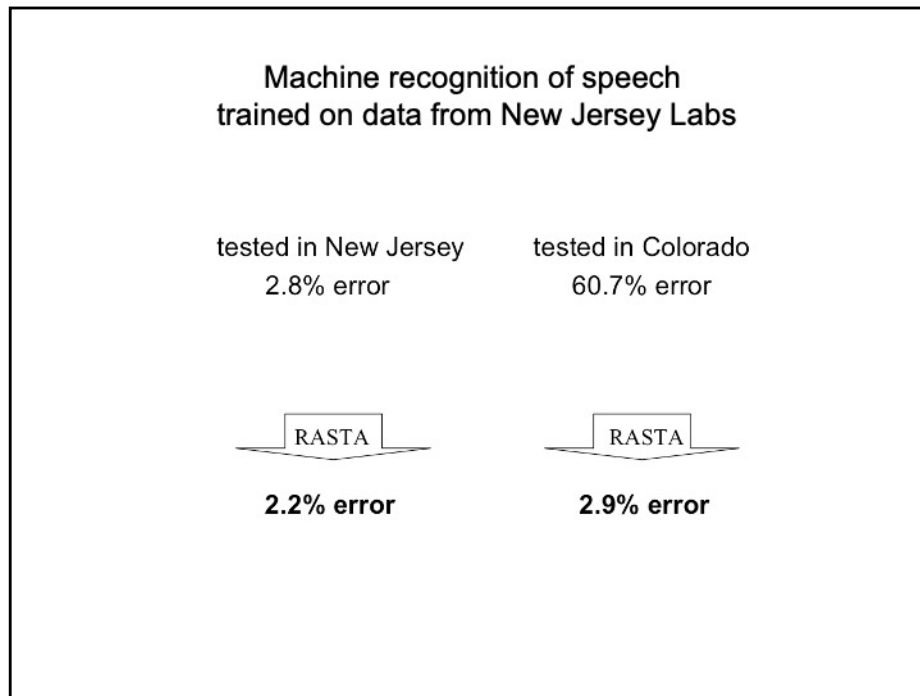 Machine recognition of speech
trained on data from New Jersey Labs
tested in New Jersey
2.8% error
tested in Colorado
60.7% error
RASTA
2.2% error
RASTA
2.9% error